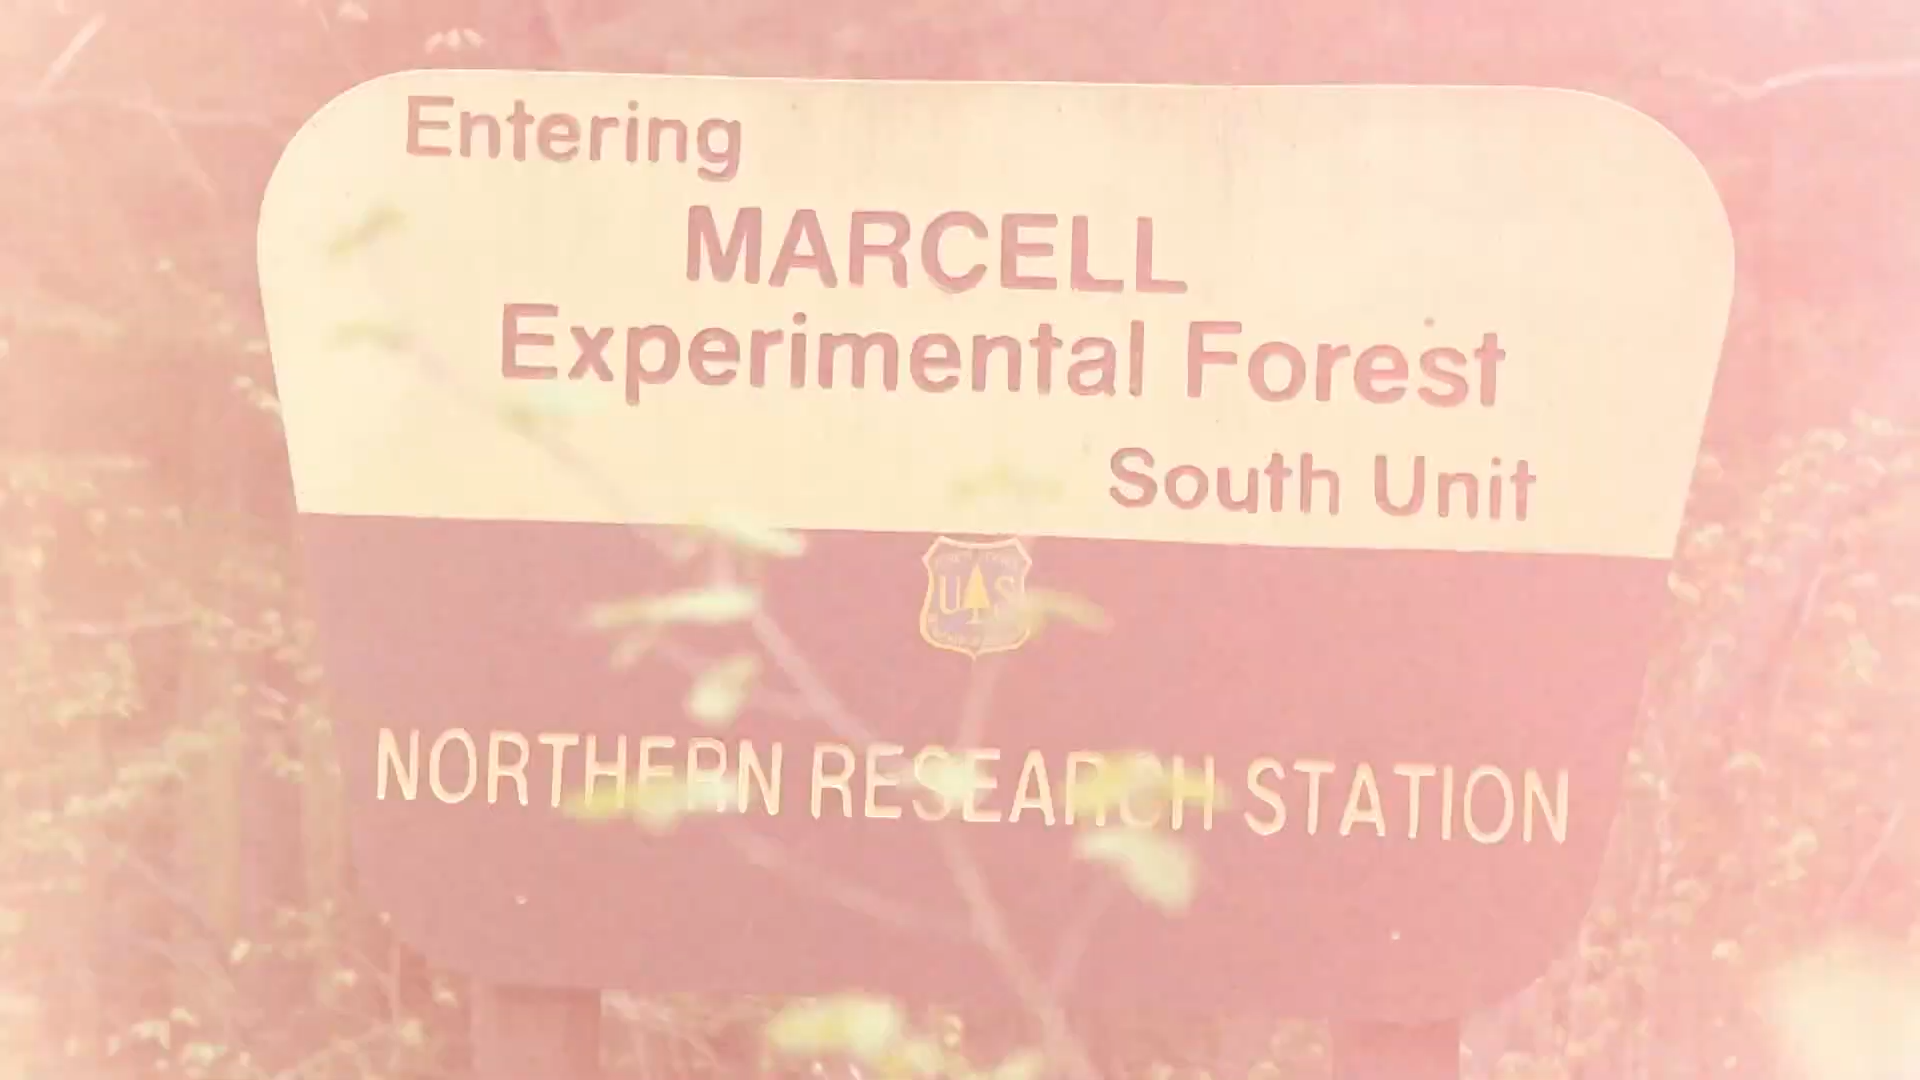 Entering
MARCELL
Experimental Forest
South Unit
U S
NORTHERN RESEARCH STATION